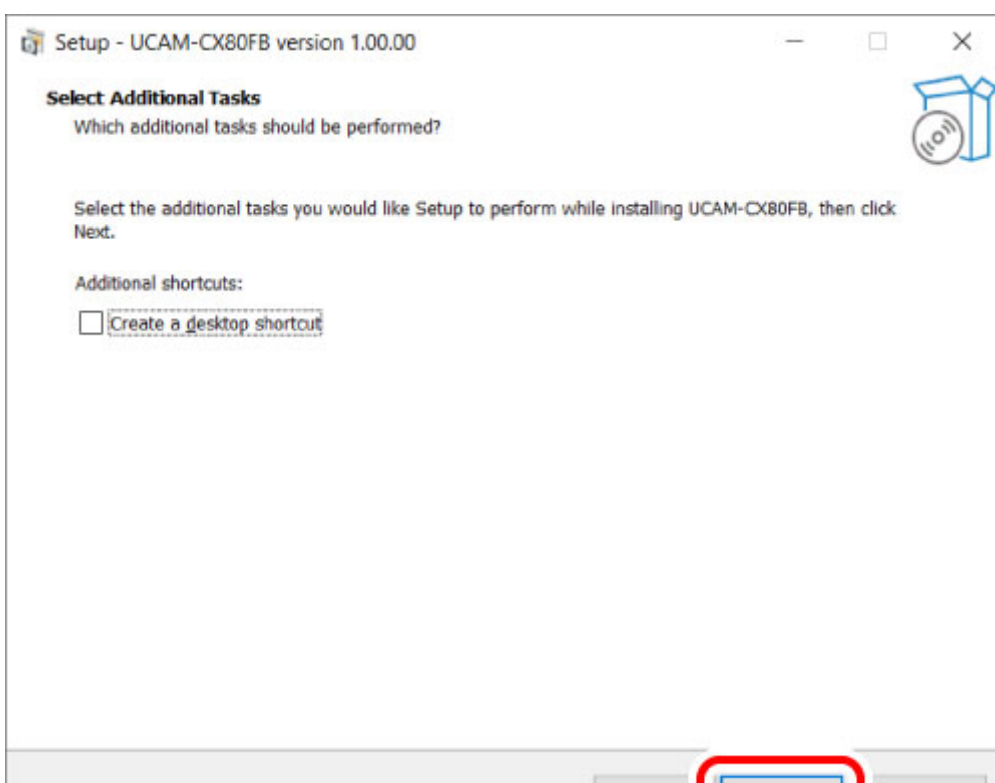 Setup - UCAM-CX80FB version 1.00.00
Select Additional Tasks
Which additional tasks should be performed?
Select the additional tasks you would like Setup to perform while installing UCAM-CX80FB, then click
Next.
Additional shortcuts:
Create a desktop shortcut